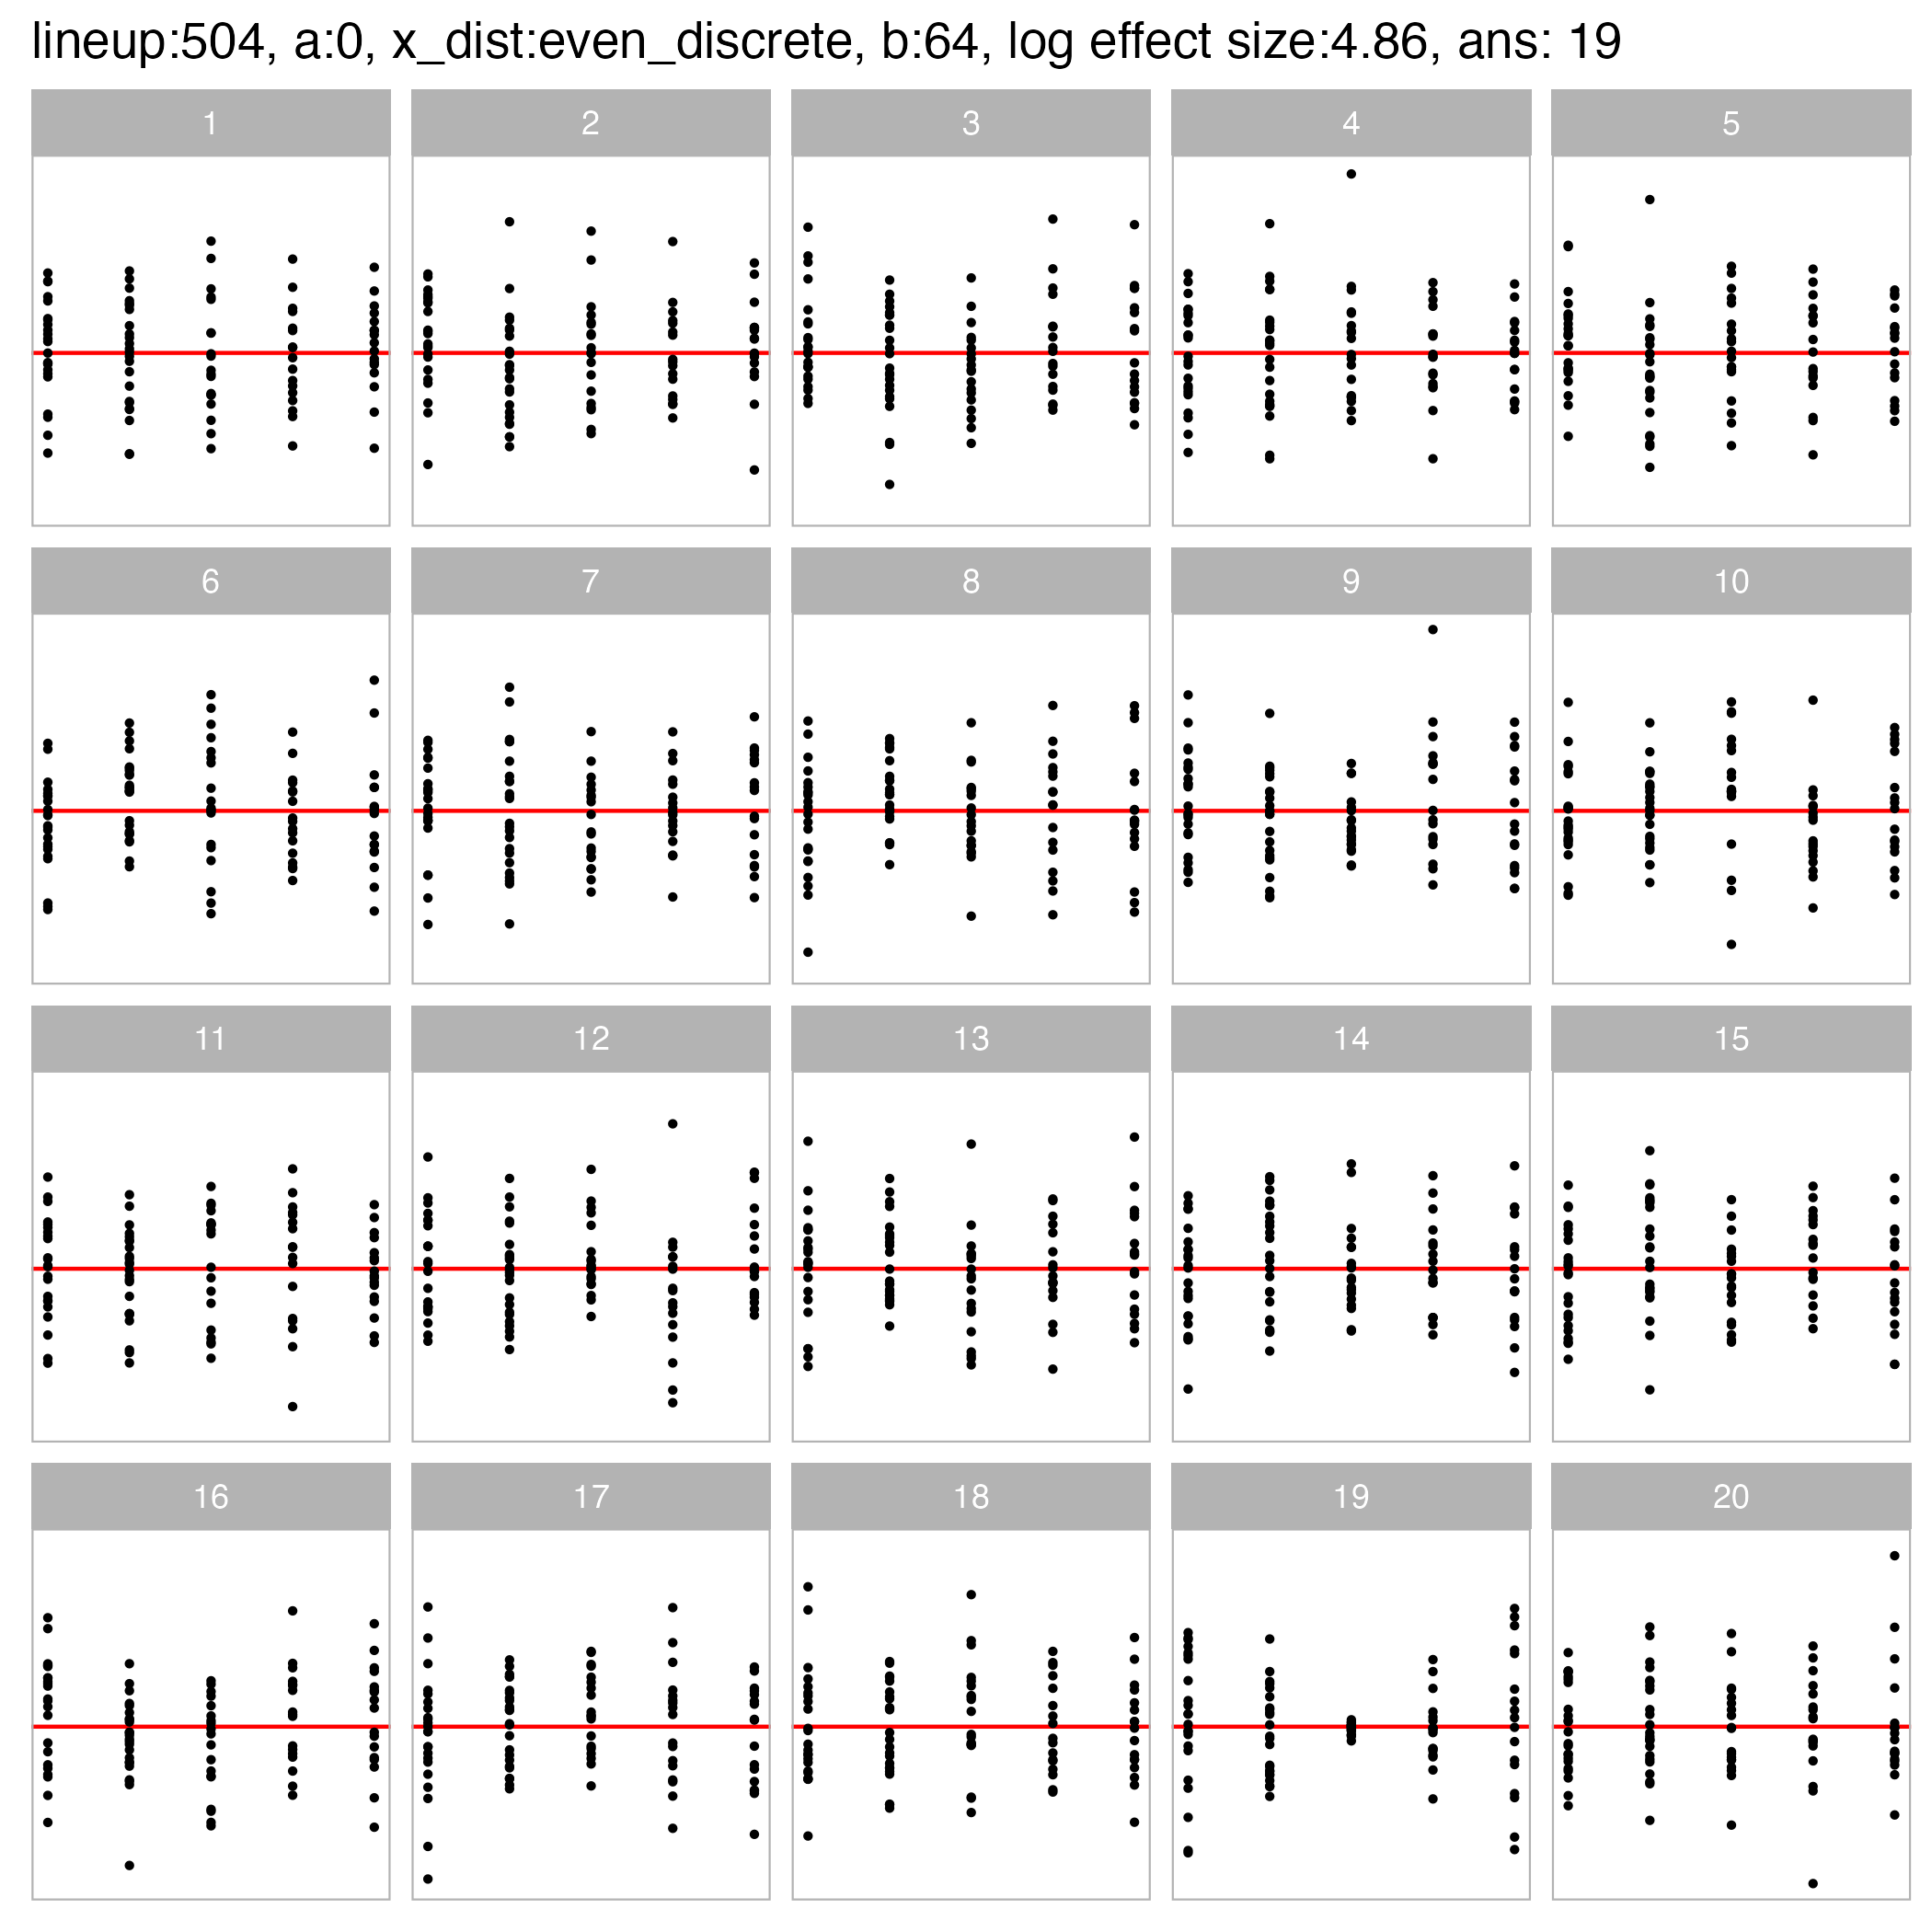 lineup:504, a:0, x_dist:even_discrete, b:64, log effect size:4.86, ans: 19
1 2 3 4 5
6 7 8 9 10
11 12 13 14 15
16 17 18 19 20